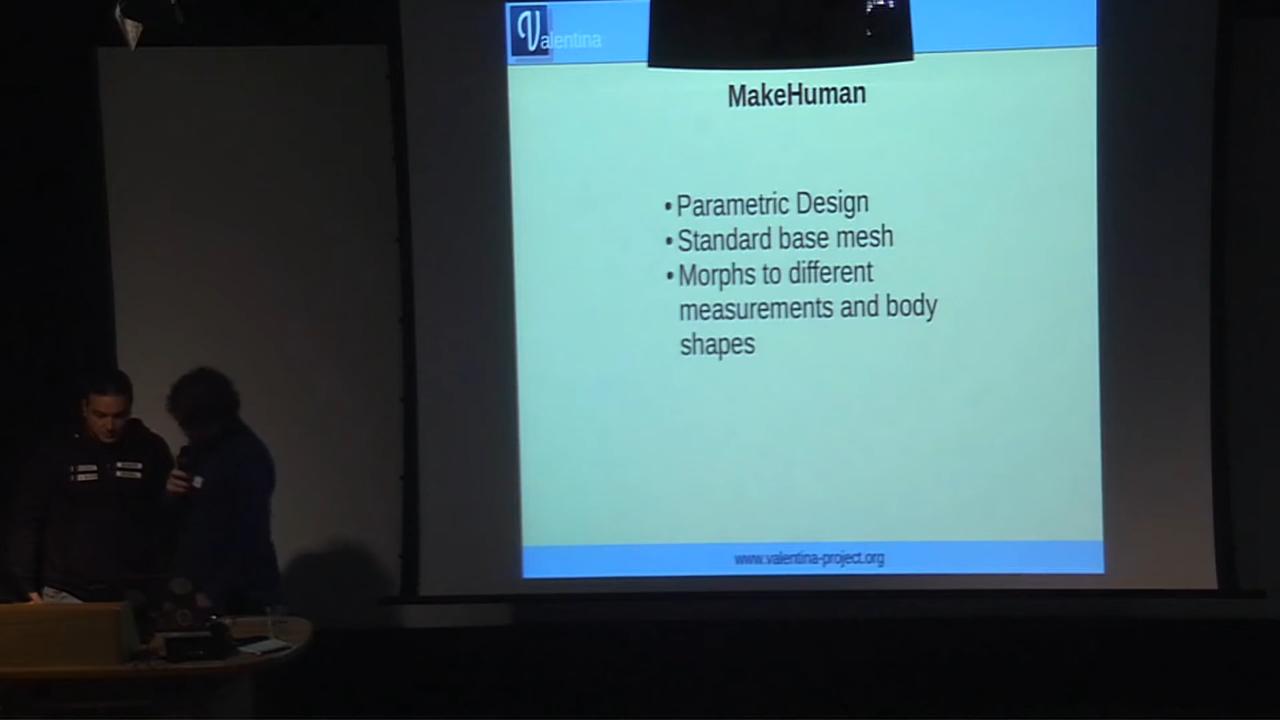 Valentina
MakeHuman
• Parametric Design
• Standard base mesh
• Morphs to different
measurements and body
shapes
www.valentina-project.org